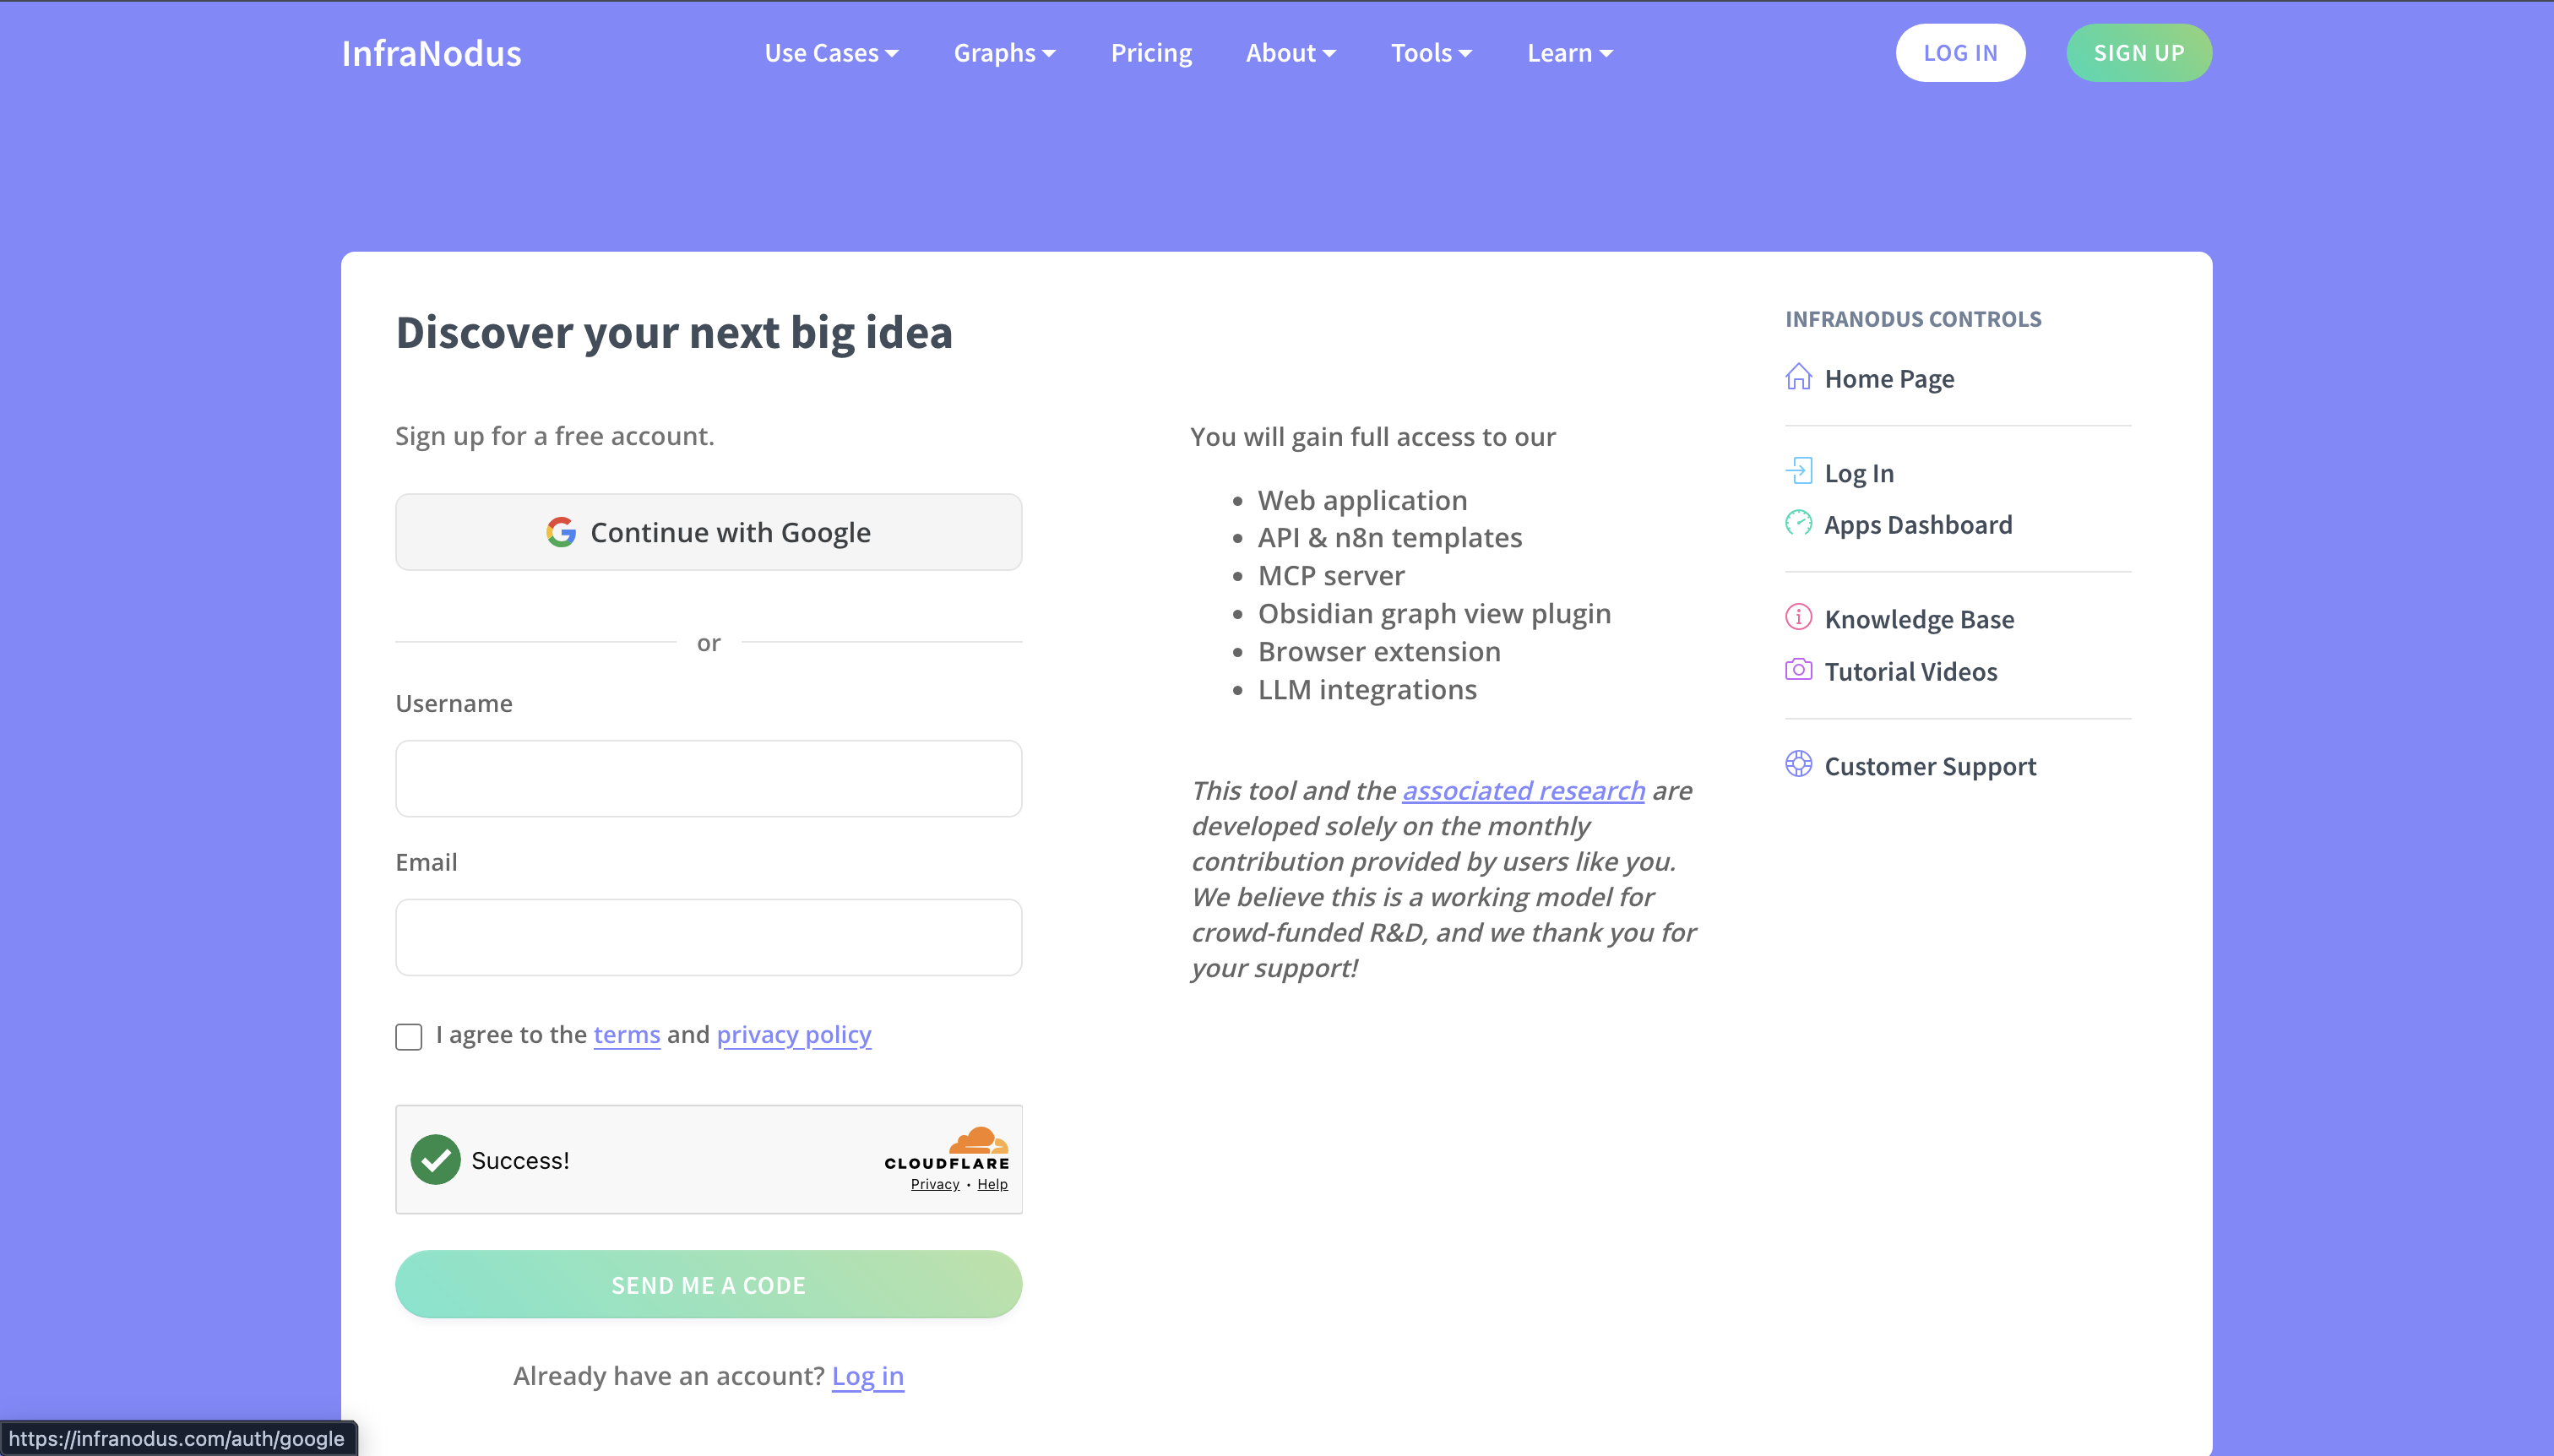 InfraNodus
Use Cases
Graphs
Pricing
About
Tools
Learn
LOG IN
SIGN UP
Discover your next big idea
Sign up for a free account.
Continue with Google
or
Username
Email
I agree to the terms and privacy policy
Success!
CLOUDFLARE
Privacy • Help
SEND ME A CODE
Already have an account? Log in
You will gain full access to our
• Web application
• API & n8n templates
• MCP server
• Obsidian graph view plugin
• Browser extension
• LLM integrations
This tool and the associated research are
developed solely on the monthly
contribution provided by users like you.
We believe this is a working model for
crowd-funded R&D, and we thank you for
your support!
INFRANODUS CONTROLS
Home Page
Log In
Apps Dashboard
Knowledge Base
Tutorial Videos
Customer Support
https://infranodus.com/auth/google